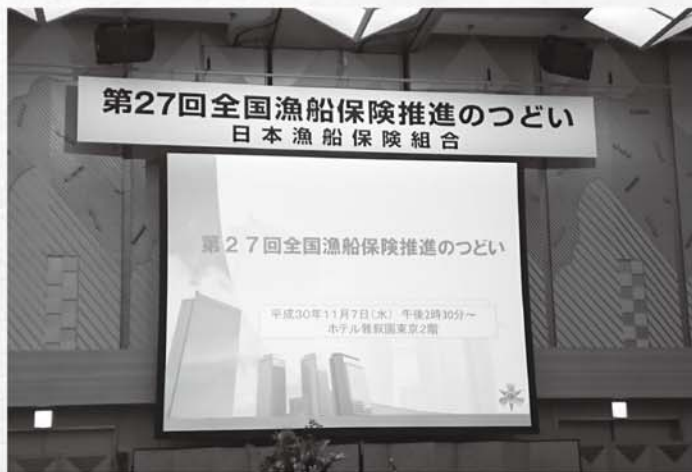 第27回全国漁船保険推進のつどい
日本漁船保険組合
第27回全国漁船保険推進のつどい
平成30年11月7日(水) 午後2時30分～
ホテル雅叙園東京2階